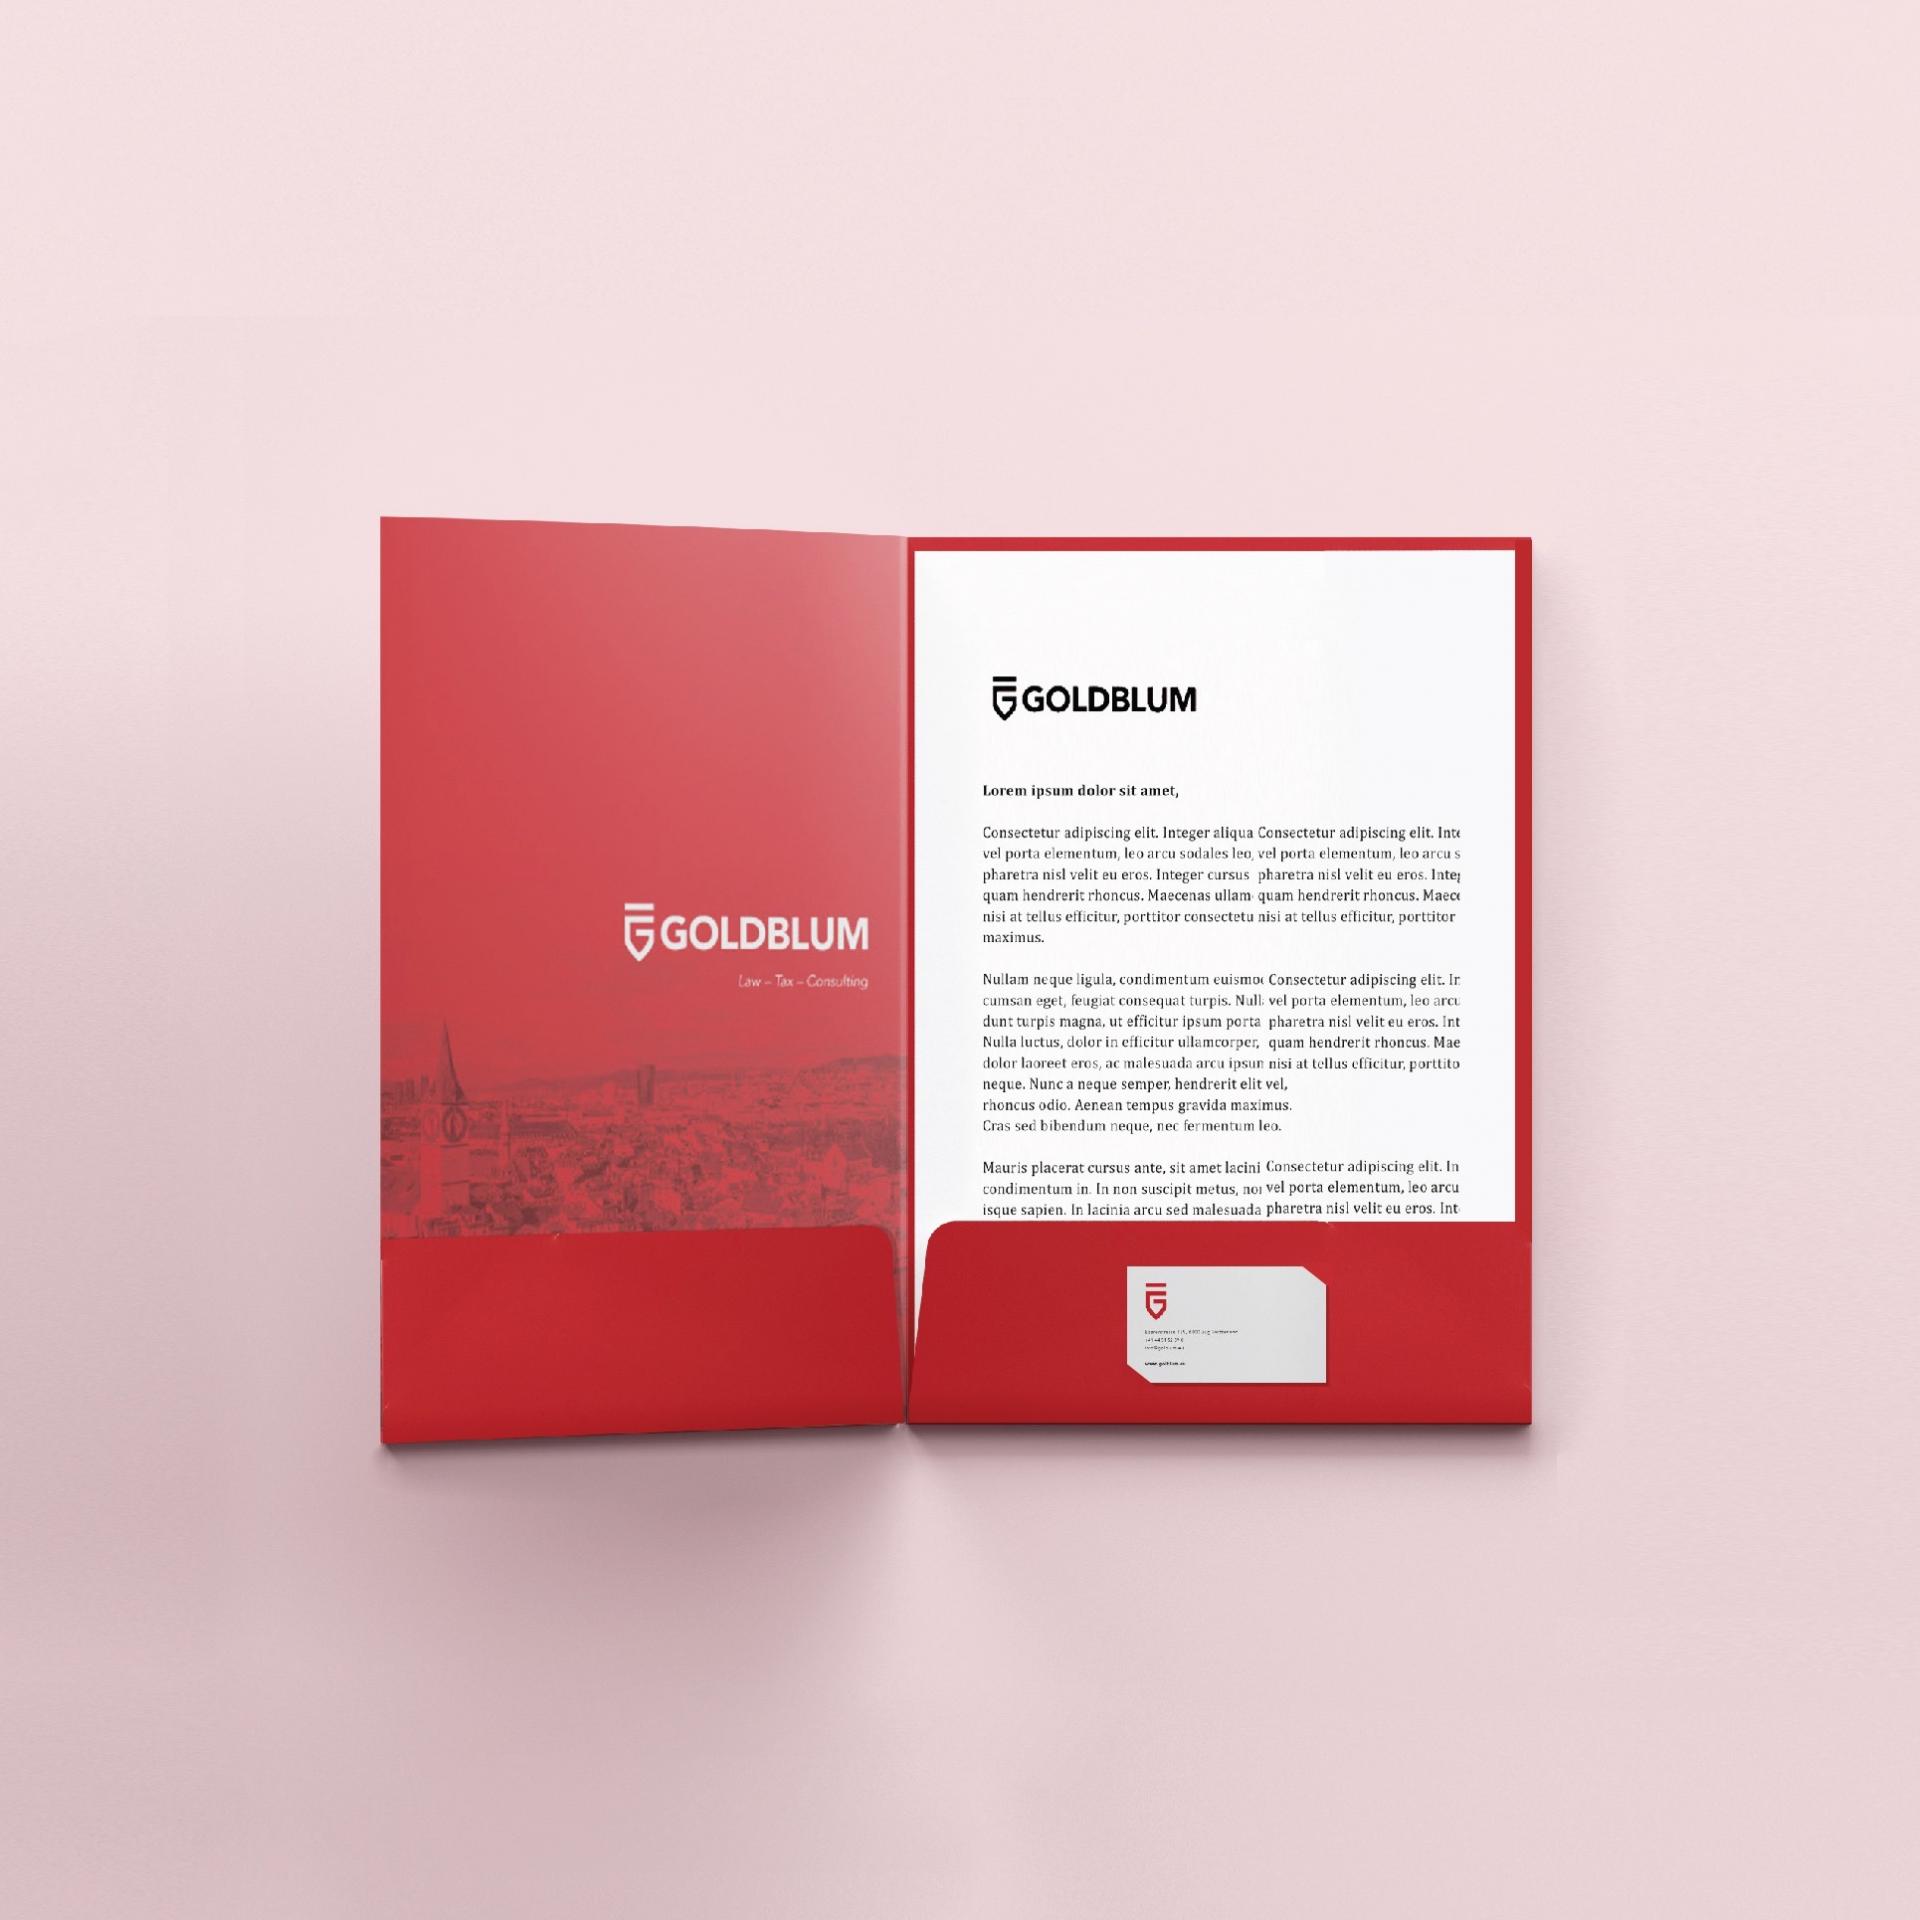 GOLDBLUM
Law – Tax – Consulting
GOLDBLUM
Lorem ipsum dolor sit amet,
Consectetur adipiscing elit. Integer aliqua Consectetur adipiscing elit. Inte
vel porta elementum, leo arcu sodales leo, vel porta elementum, leo arcu s
pharetra nisl velit eu eros. Integer cursus pharetra nisl velit eu eros. Integ
quam hendrerit rhoncus. Maecenas ullam quam hendrerit rhoncus. Maece
nisi at tellus efficitur, porttitor consectetu nisi at tellus efficitur, porttitor
maximus.
Nullam neque ligula, condimentum euismo Consectetur adipiscing elit. In
cumsan eget, feugiat consequat turpis. Null vel porta elementum, leo arcu
dunt turpis magna, ut efficitur ipsum porta pharetra nisl velit eu eros. Int
Nulla luctus, dolor in efficitur ullamcorper, quam hendrerit rhoncus. Mae
dolor laoreet eros, ac malesuada arcu ipsun nisi at tellus efficitur, porttito
neque. Nunc a neque semper, hendrerit elit vel,
rhoncus odio. Aenean tempus gravida maximus.
Cras sed bibendum neque, nec fermentum leo.
Mauris placerat cursus ante, sit amet lacini Consectetur adipiscing elit. In
condimentum in. In non suscipit metus, no vel porta elementum, leo arcu
isque sapien. In lacinia arcu sed malesuada pharetra nisl velit eu eros. Int